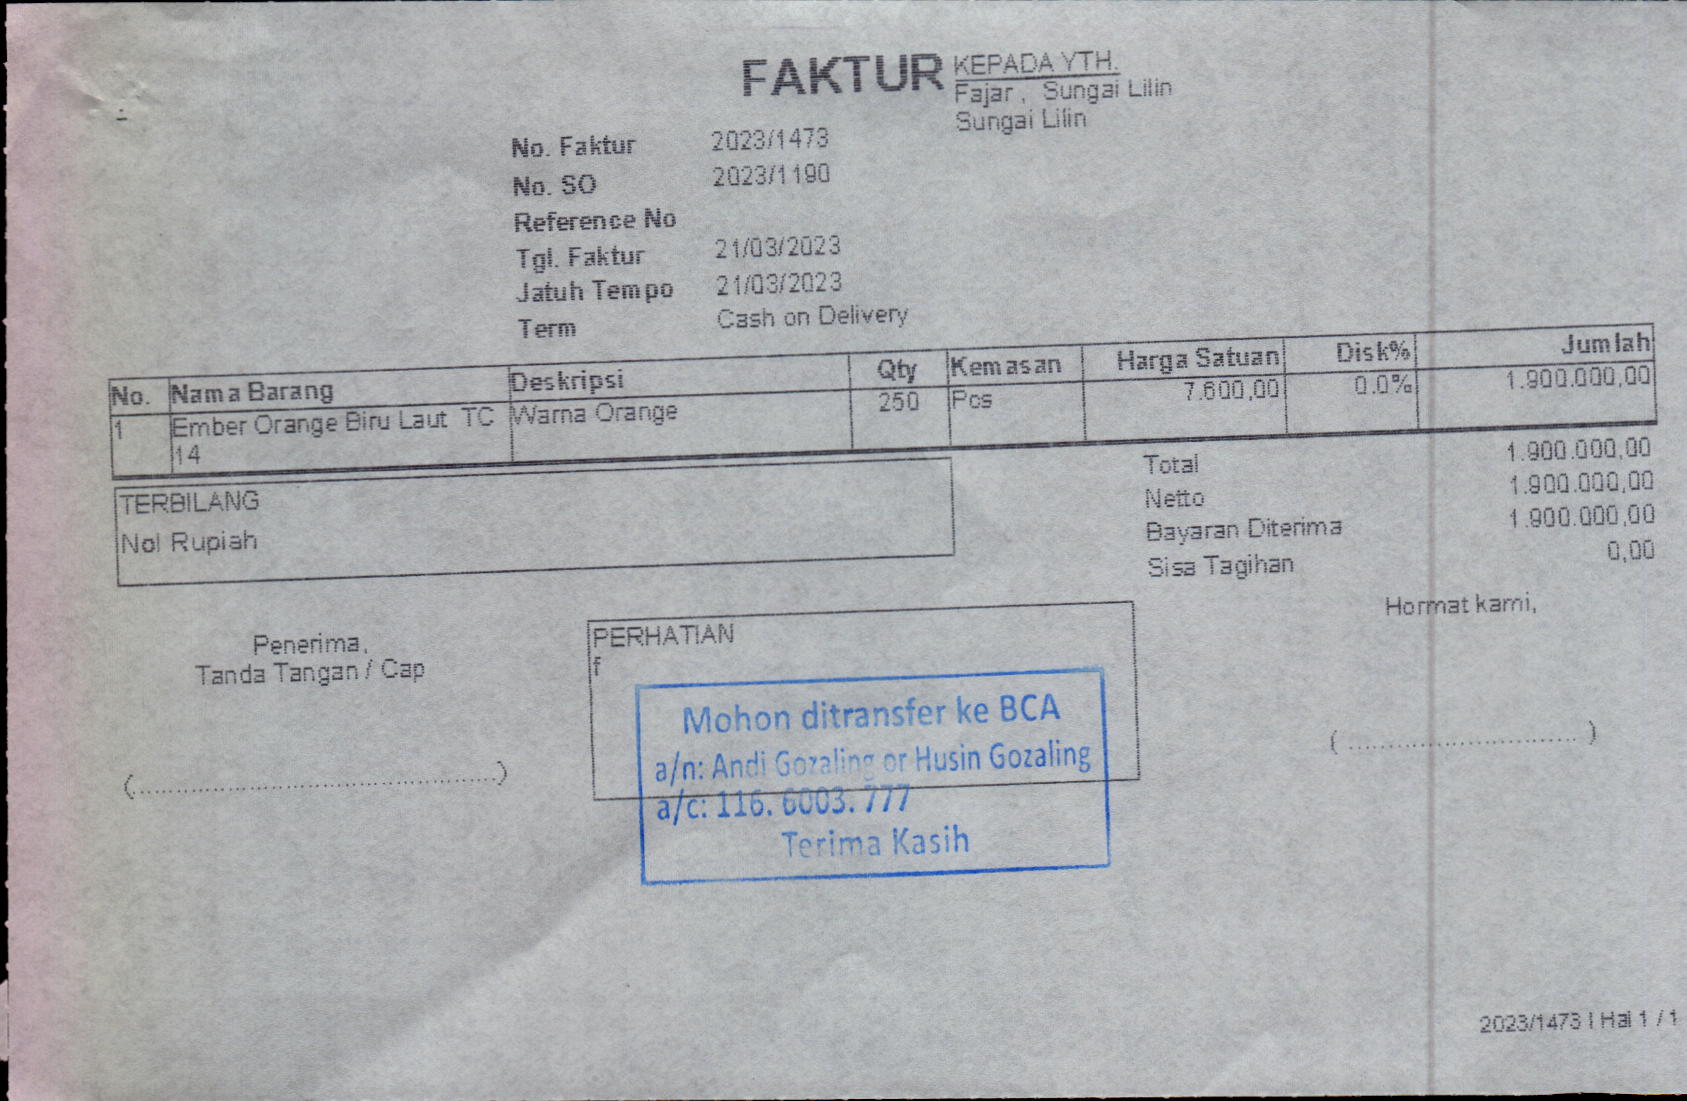 FAKTUR
KEPADA YTH.
Fajar , Sungai Lilin
Sungai Lilin
No. Faktur 2023/1473
No. SO 2023/1190
Reference No
Tgl. Faktur 21/03/2023
Jatuh Tempo 21/03/2023
Term Cash on Delivery
No. Nama Barang Deskripsi Qty Kemasan Harga Satuan Disk% Jumlah
1 Ember Orange Biru Laut TC Warna Orange 250 Pcs 7.600,00 0.0% 1.900.000,00
14
Total 1.900.000,00
Netto 1.900.000,00
Bayaran Diterima 1.900.000,00
Sisa Tagihan 0,00
TERBILANG
Nol Rupiah
Penerima,
Tanda Tangan / Cap
(..................................................)
PERHATIAN
f
Mohon ditransfer ke BCA
a/n: Andi Gozaling or Husin Gozaling
a/c: 116. 6003. 777
Terima Kasih
Hormat kami,
( ................................ )
2023/1473 | Hal 1 / 1